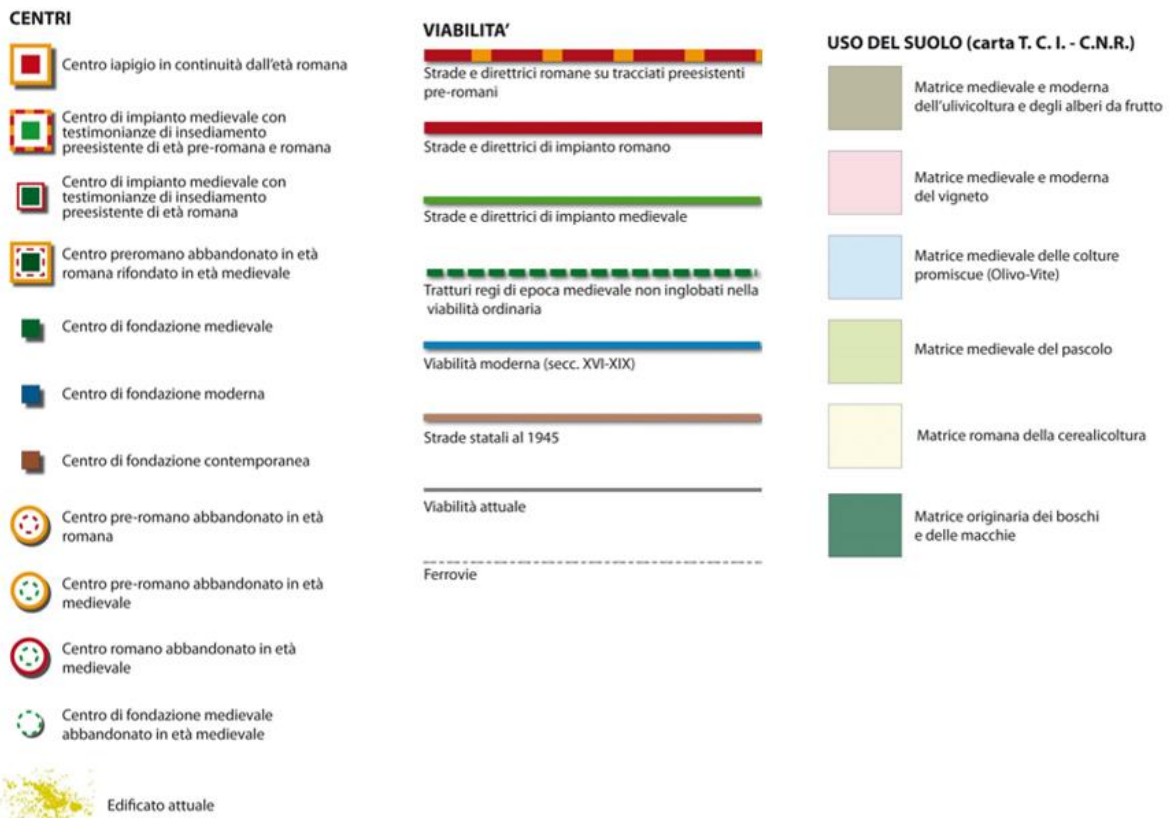 CENTRI
Centro iapigio in continuità dall'età romana
Centro di impianto medievale con
testimonianze di insediamento
preesistente di età pre-romana e romana
Centro di impianto medievale con
testimonianze di insediamento
preesistente di età romana
Centro preromano abbandonato in età
romana rifondato in età medievale
Centro di fondazione medievale
Centro di fondazione moderna
Centro di fondazione contemporanea
Centro pre-romano abbandonato in età
romana
Centro pre-romano abbandonato in età
medievale
Centro romano abbandonato in età
medievale
Centro di fondazione medievale
abbandonato in età medievale
Edificato attuale
VIABILITA'
Strade e direttrici romane su tracciati preesistenti
pre-romani
Strade e direttrici di impianto romano
Strade e direttrici di impianto medievale
Tratturi regi di epoca medievale non inglobati nella
viabilità ordinaria
Viabilità moderna (secc. XVI-XIX)
Strade statali al 1945
Viabilità attuale
Ferrovie
USO DEL SUOLO (carta T. C. I. - C.N.R.)
Matrice medievale e moderna
dell'ulivicoltura e degli alberi da frutto
Matrice medievale e moderna
del vigneto
Matrice medievale delle colture
promiscue (Olivo-Vite)
Matrice medievale del pascolo
Matrice romana della cerealicoltura
Matrice originaria dei boschi
e delle macchie